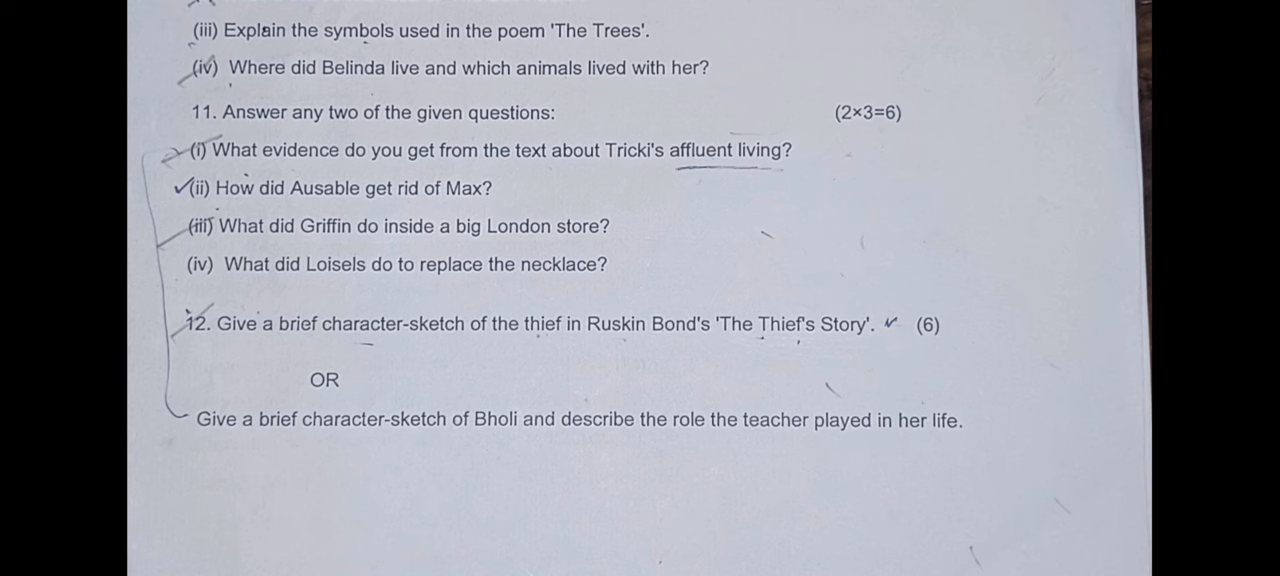 (iii) Explain the symbols used in the poem 'The Trees'.
(iv) Where did Belinda live and which animals lived with her?
11. Answer any two of the given questions: (2×3=6)
(i) What evidence do you get from the text about Tricki's affluent living?
(ii) How did Ausable get rid of Max?
(iii) What did Griffin do inside a big London store?
(iv) What did Loisels do to replace the necklace?
12. Give a brief character-sketch of the thief in Ruskin Bond's 'The Thief's Story'. (6)
OR
Give a brief character-sketch of Bholi and describe the role the teacher played in her life.